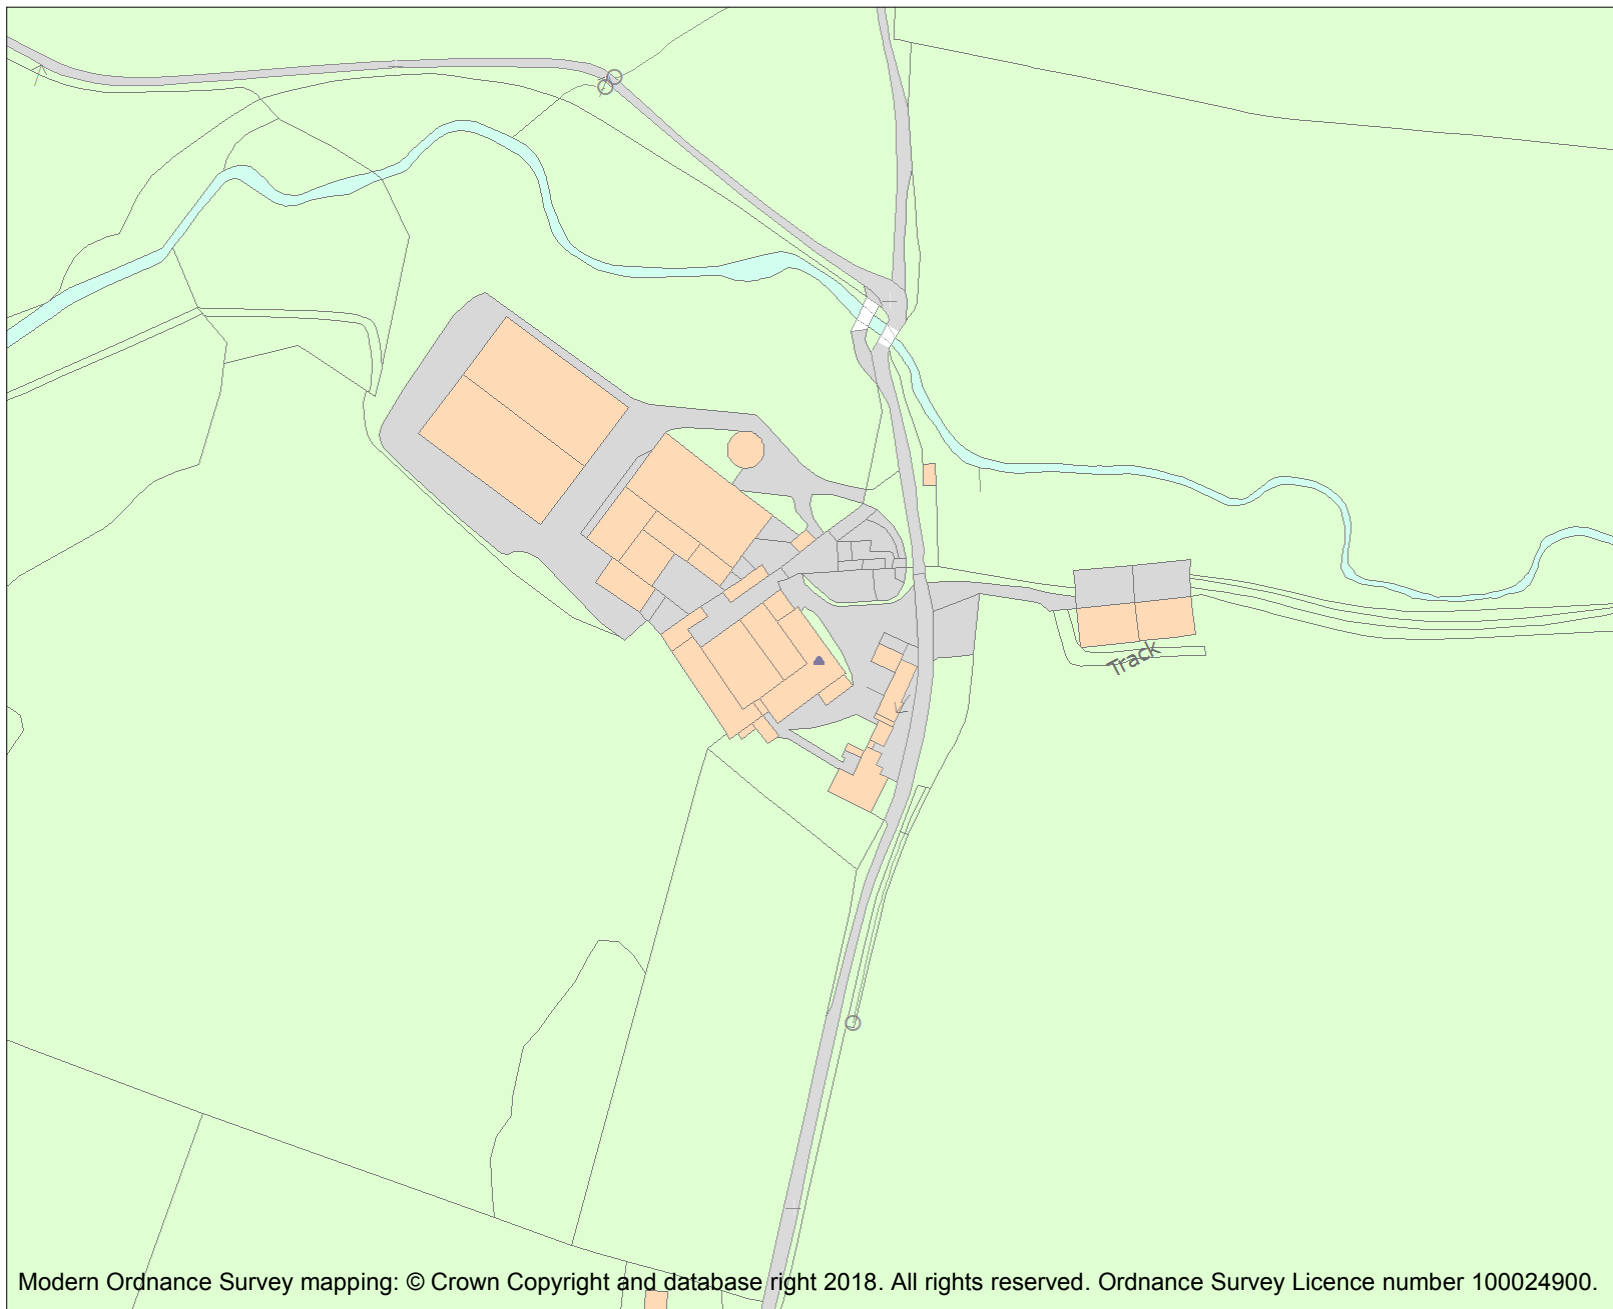 Track
Modern Ordnance Survey mapping: © Crown Copyright and database right 2018. All rights reserved. Ordnance Survey Licence number 100024900.